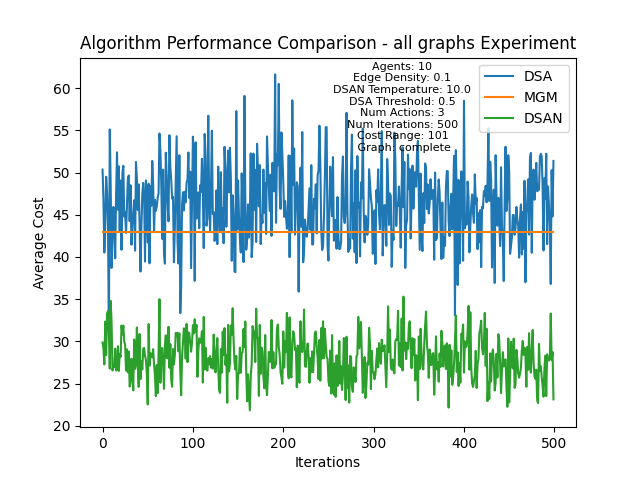 Algorithm Performance Comparison - all graphs Experiment
Agents: 10
Edge Density: 0.1
DSAN Temperature: 10.0
DSA Threshold: 0.5
Num Actions: 3
Num Iterations: 500
Cost Range: 101
Graph: complete
DSA
MGM
DSAN
Average Cost
60
55
50
45
40
35
30
25
20
0
100
200
300
400
500
Iterations